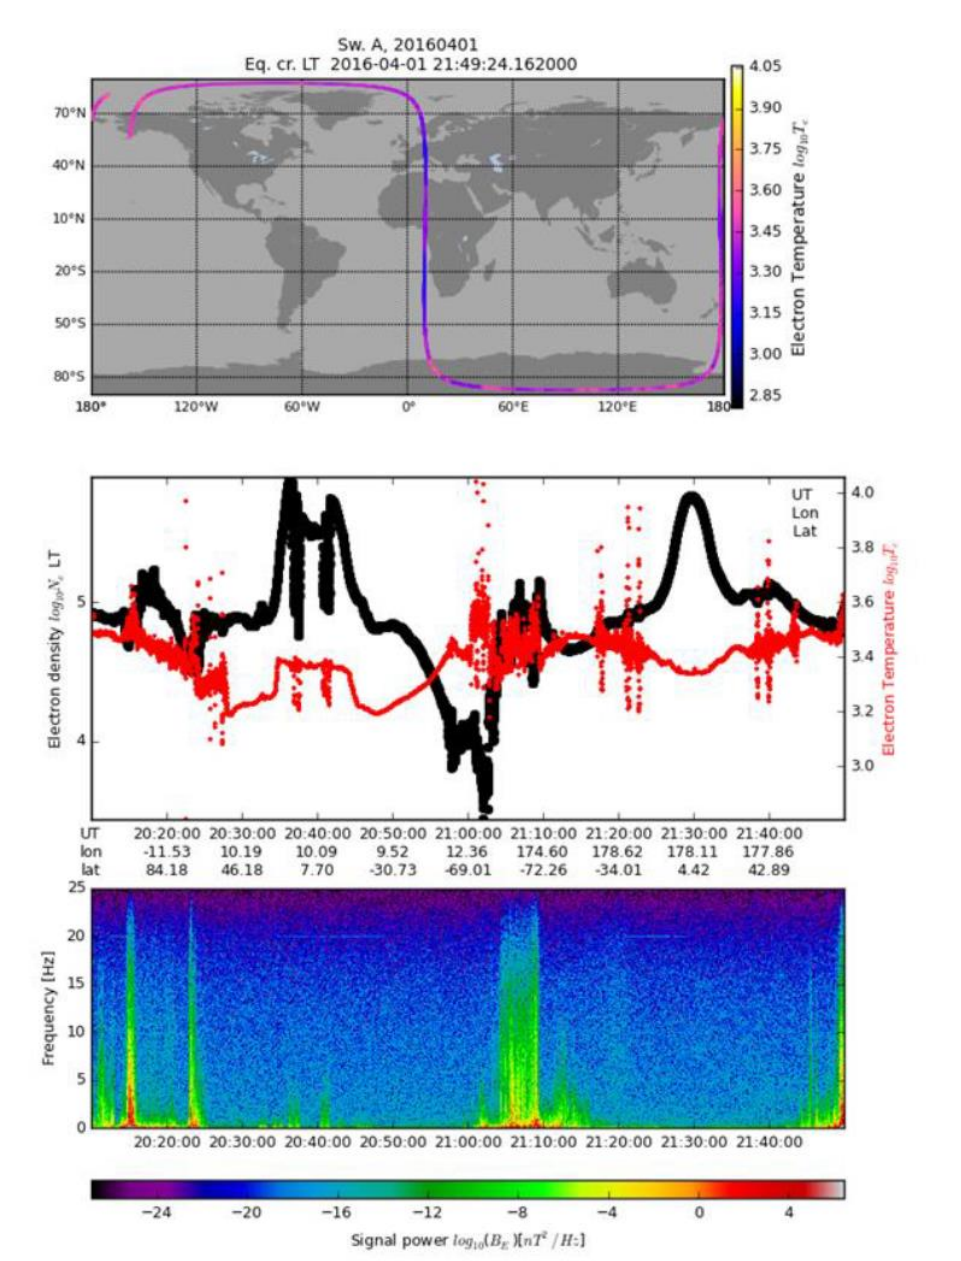 Sw. A, 20160401
Eq. cr. LT 2016-04-01 21:49:24.162000
4.05
3.90
3.75
3.60
3.45
3.30
3.15
3.00
2.85
Electron Temperature log₁₀Tₑ
70°N
40°N
10°N
20°S
50°S
80°S
180° 120°W 60°W 0° 60°E 120°E 180
UT
Lon
Lat
Electron density log₁₀Nₑ LT
5
4
4.0
3.8
3.6
3.4
3.2
3.0
Electron Temperature log₁₀Tₑ
UT 20:20:00 20:30:00 20:40:00 20:50:00 21:00:00 21:10:00 21:20:00 21:30:00 21:40:00
lon -11.53 10.19 10.09 9.52 12.36 174.60 178.62 178.11 177.86
lat 84.18 46.18 7.70 -30.73 -69.01 -72.26 -34.01 4.42 42.89
25
20
15
10
5
0
Frequency [Hz]
20:20:00 20:30:00 20:40:00 20:50:00 21:00:00 21:10:00 21:20:00 21:30:00 21:40:00
−24 −20 −16 −12 −8 −4 0 4
Signal power log₁₀(B_E)[nT²/Hz]